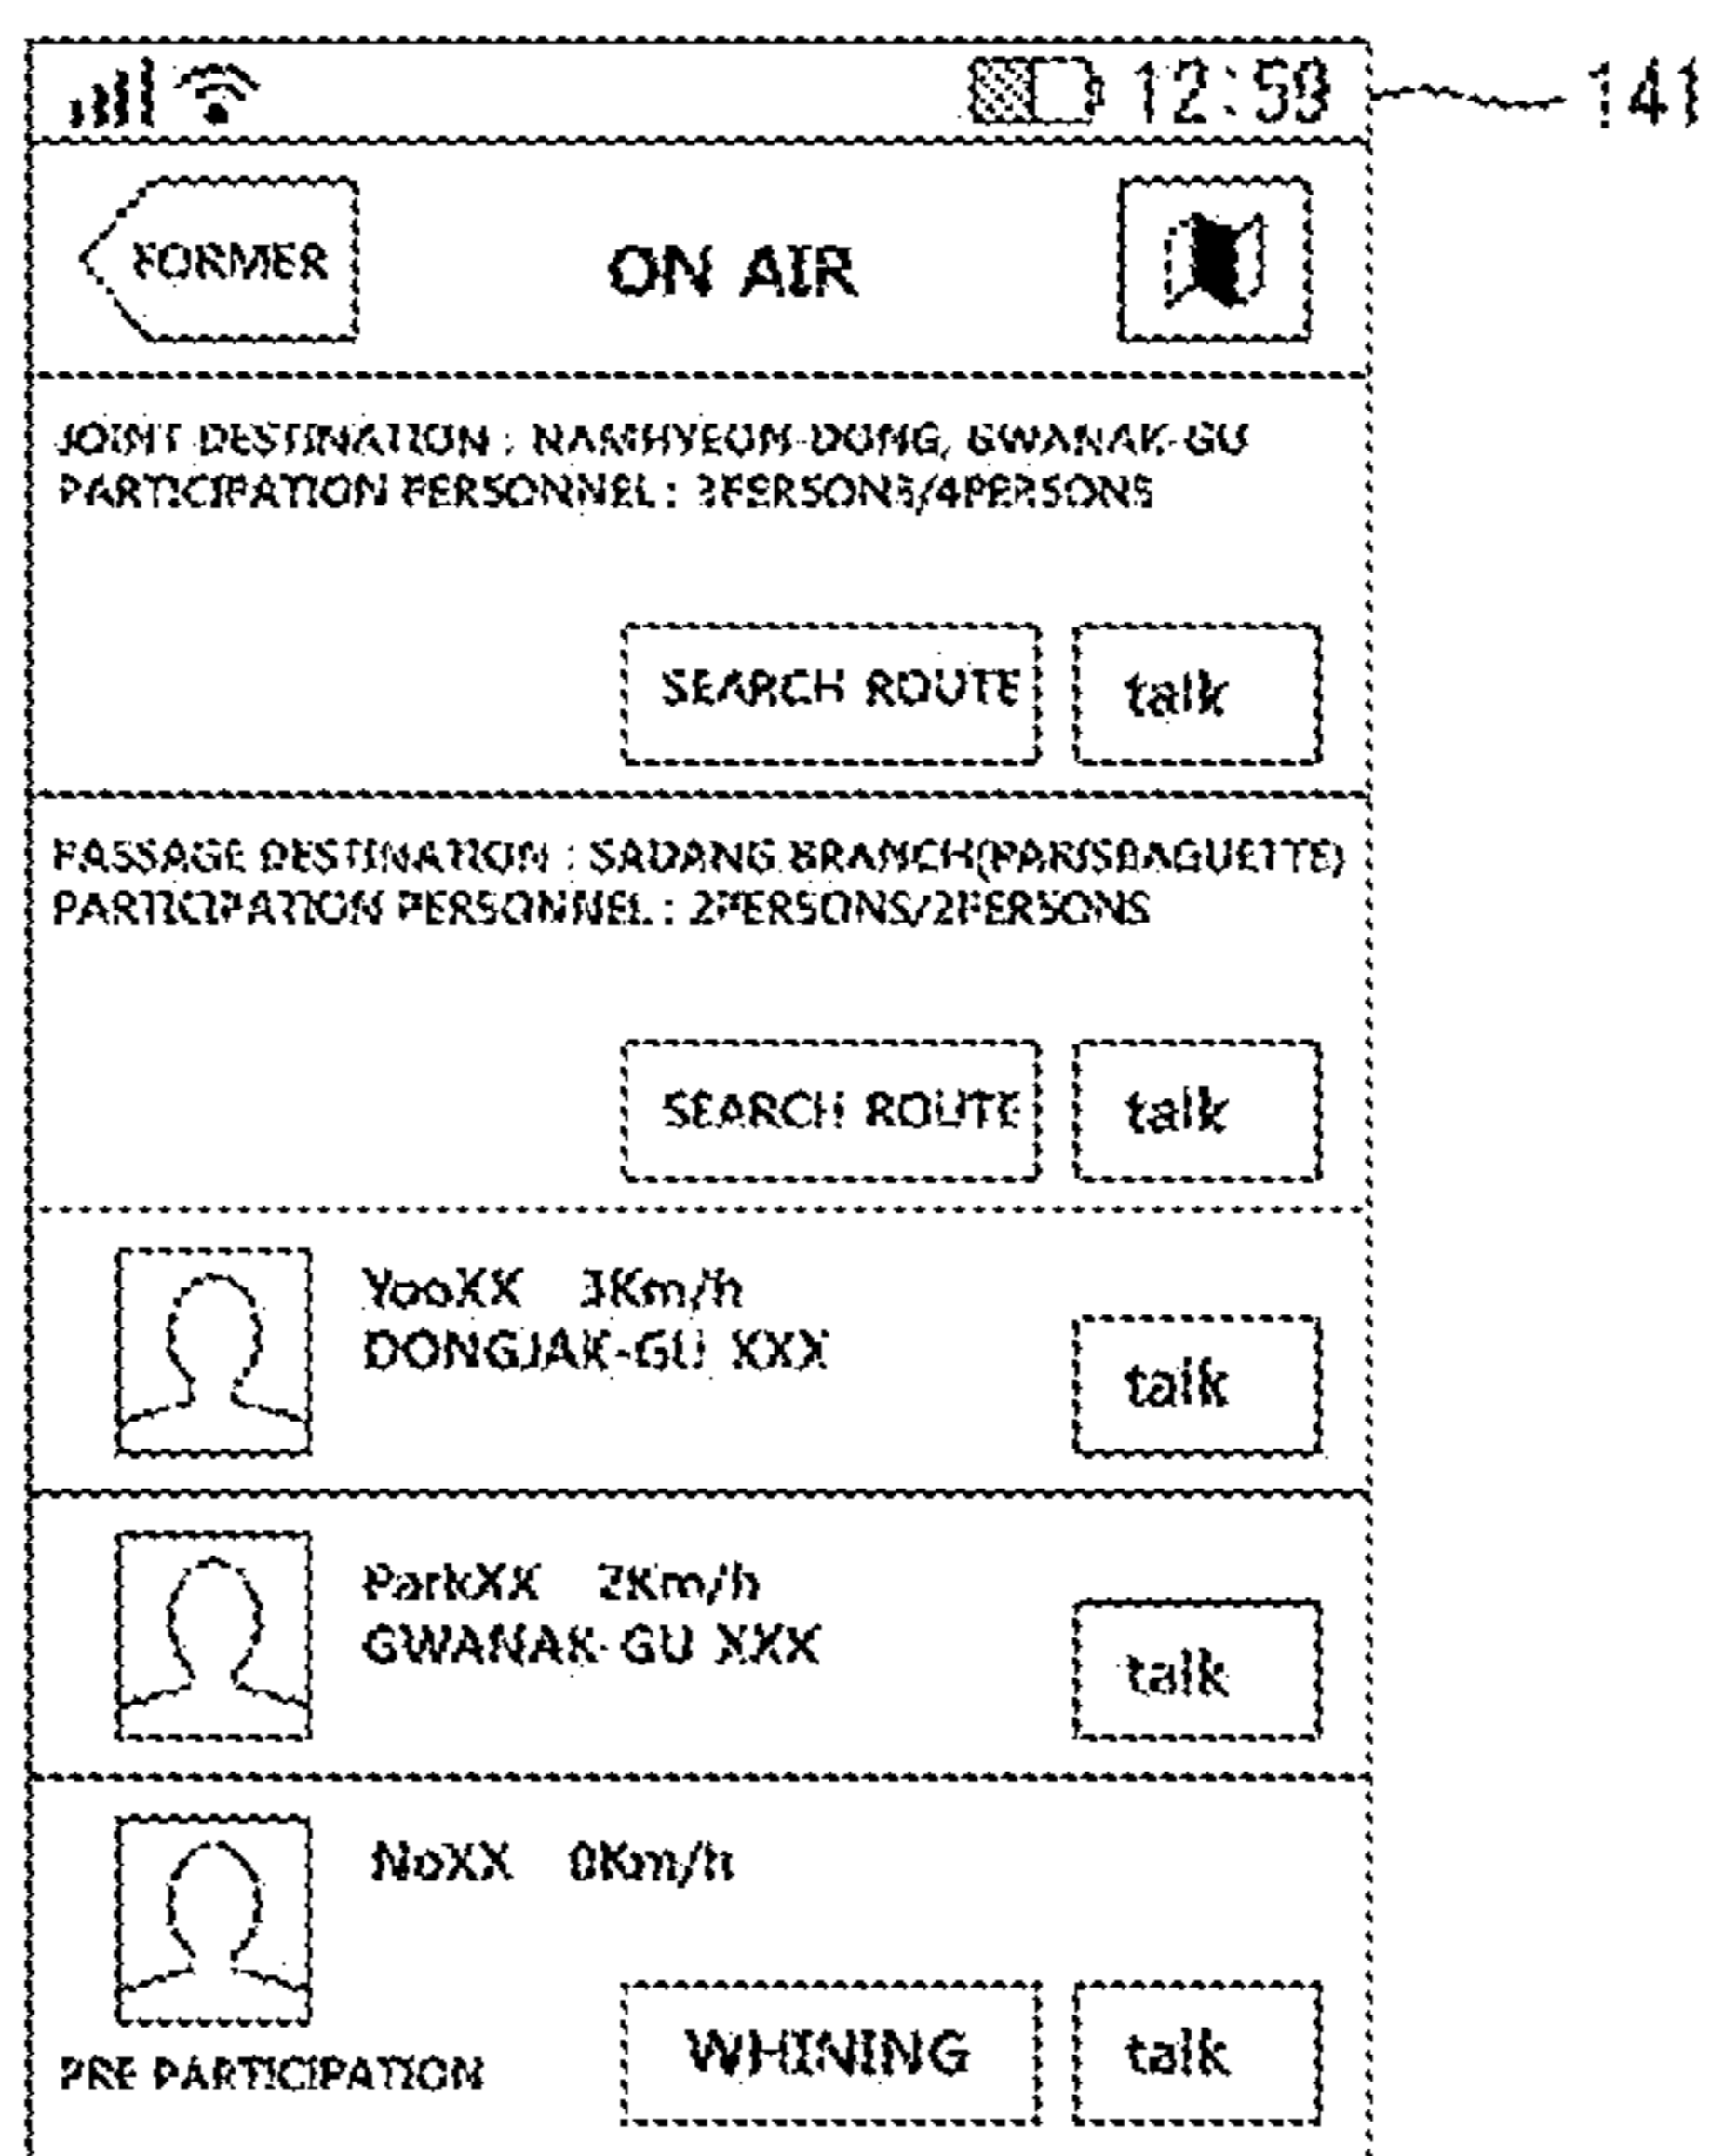 12:59
141
FORMER
ON AIR
JOINT DESTINATION : NAMHYEON-DONG, GWANAK-GU
PARTICIPATION PERSONNEL : PERSONS/4PERSONS
SEARCH ROUTE
talk
PASSAGE DESTINATION : SADANG BRANCH(PARISBAGUETTE)
PARTICIPATION PERSONNEL : 2PERSONS/2PERSONS
SEARCH ROUTE
talk
YooXX 3Km/h
DONGJAK-GU XXX
talk
ParkXX 2Km/h
GWANAK-GU XXX
talk
NoXX 0Km/h
WHINING
talk
PRE PARTICIPATION